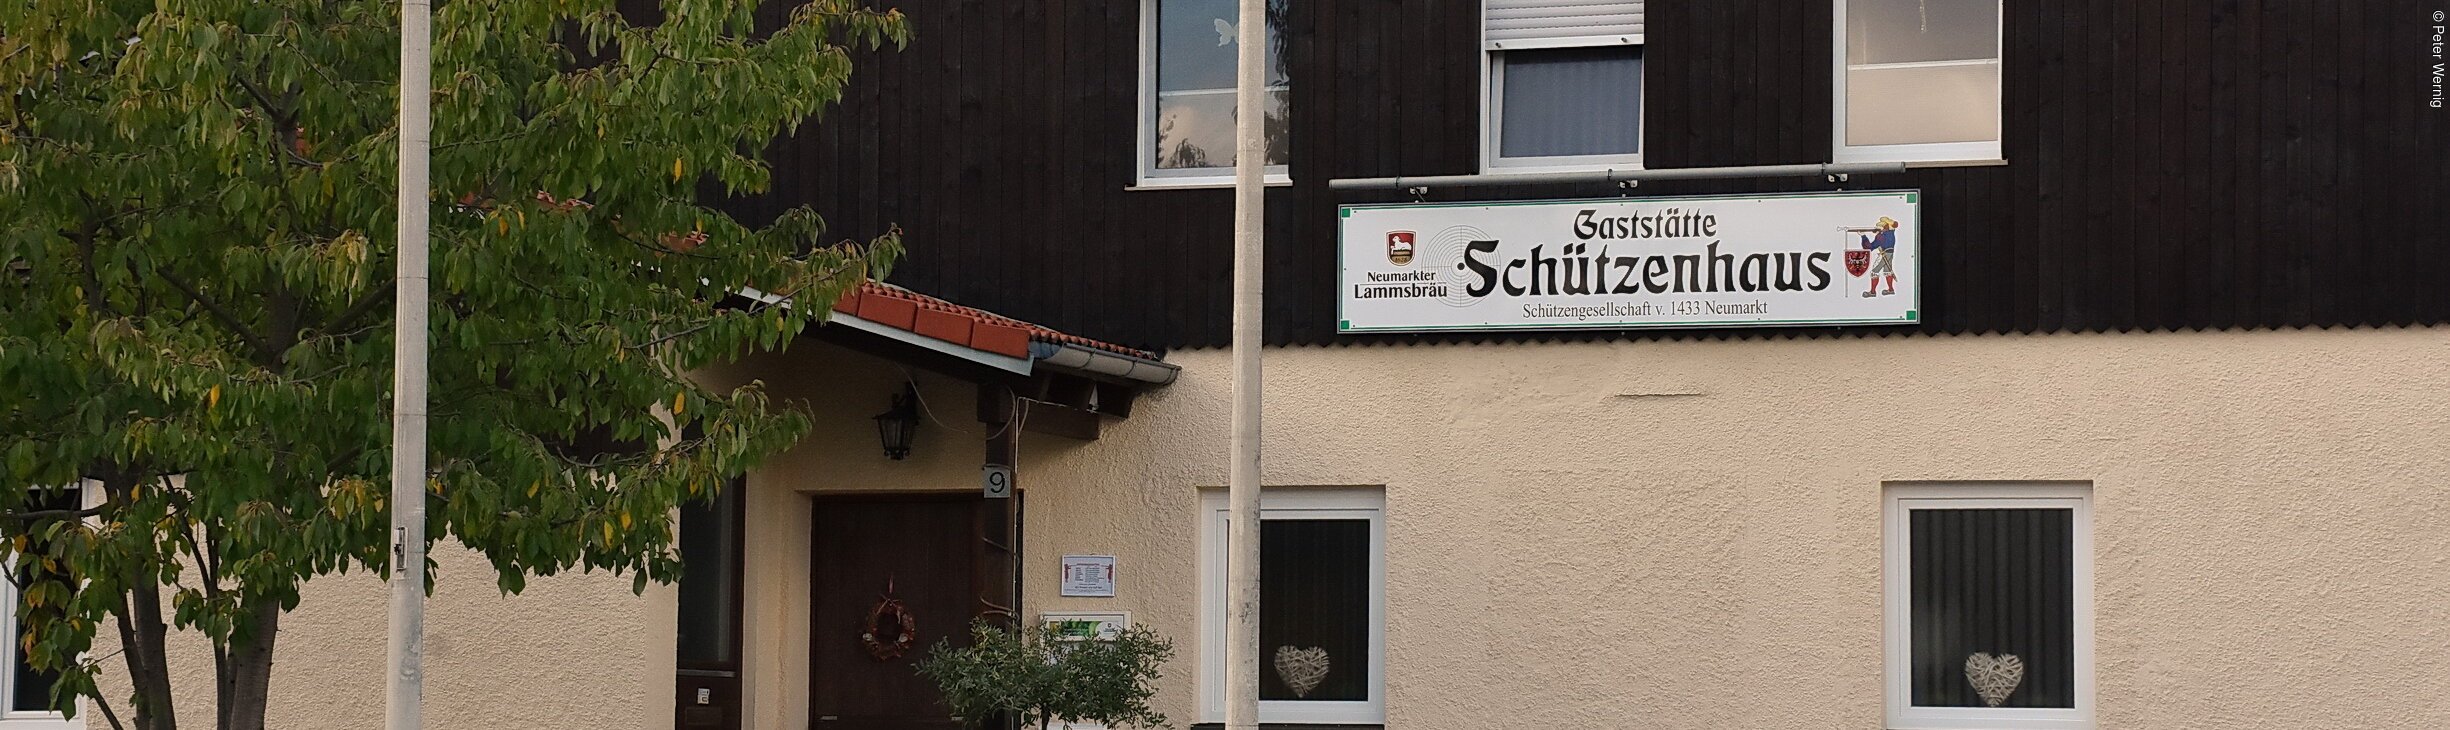 Gaststätte
Schützenhaus
Neumarkter
Lammsbräu
Schützengesellschaft v. 1433 Neumarkt
9
©Peter Wernig